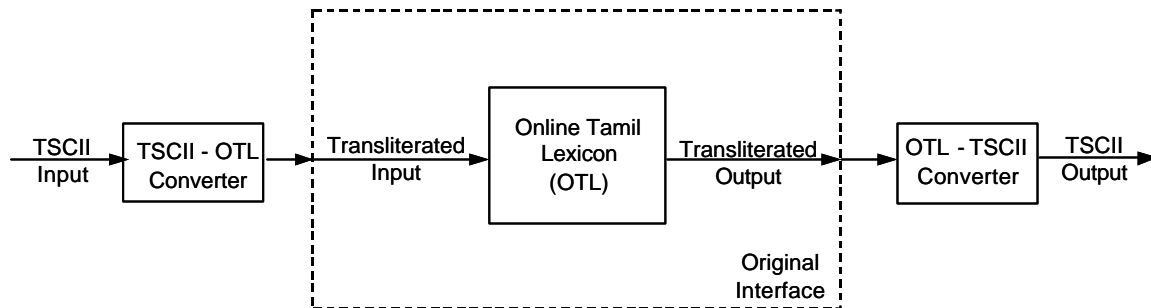 TSCII
Input
TSCII - OTL
Converter
Transliterated
Input
Online Tamil
Lexicon
(OTL)
Transliterated
Output
OTL - TSCII
Converter
TSCII
Output
Original
Interface